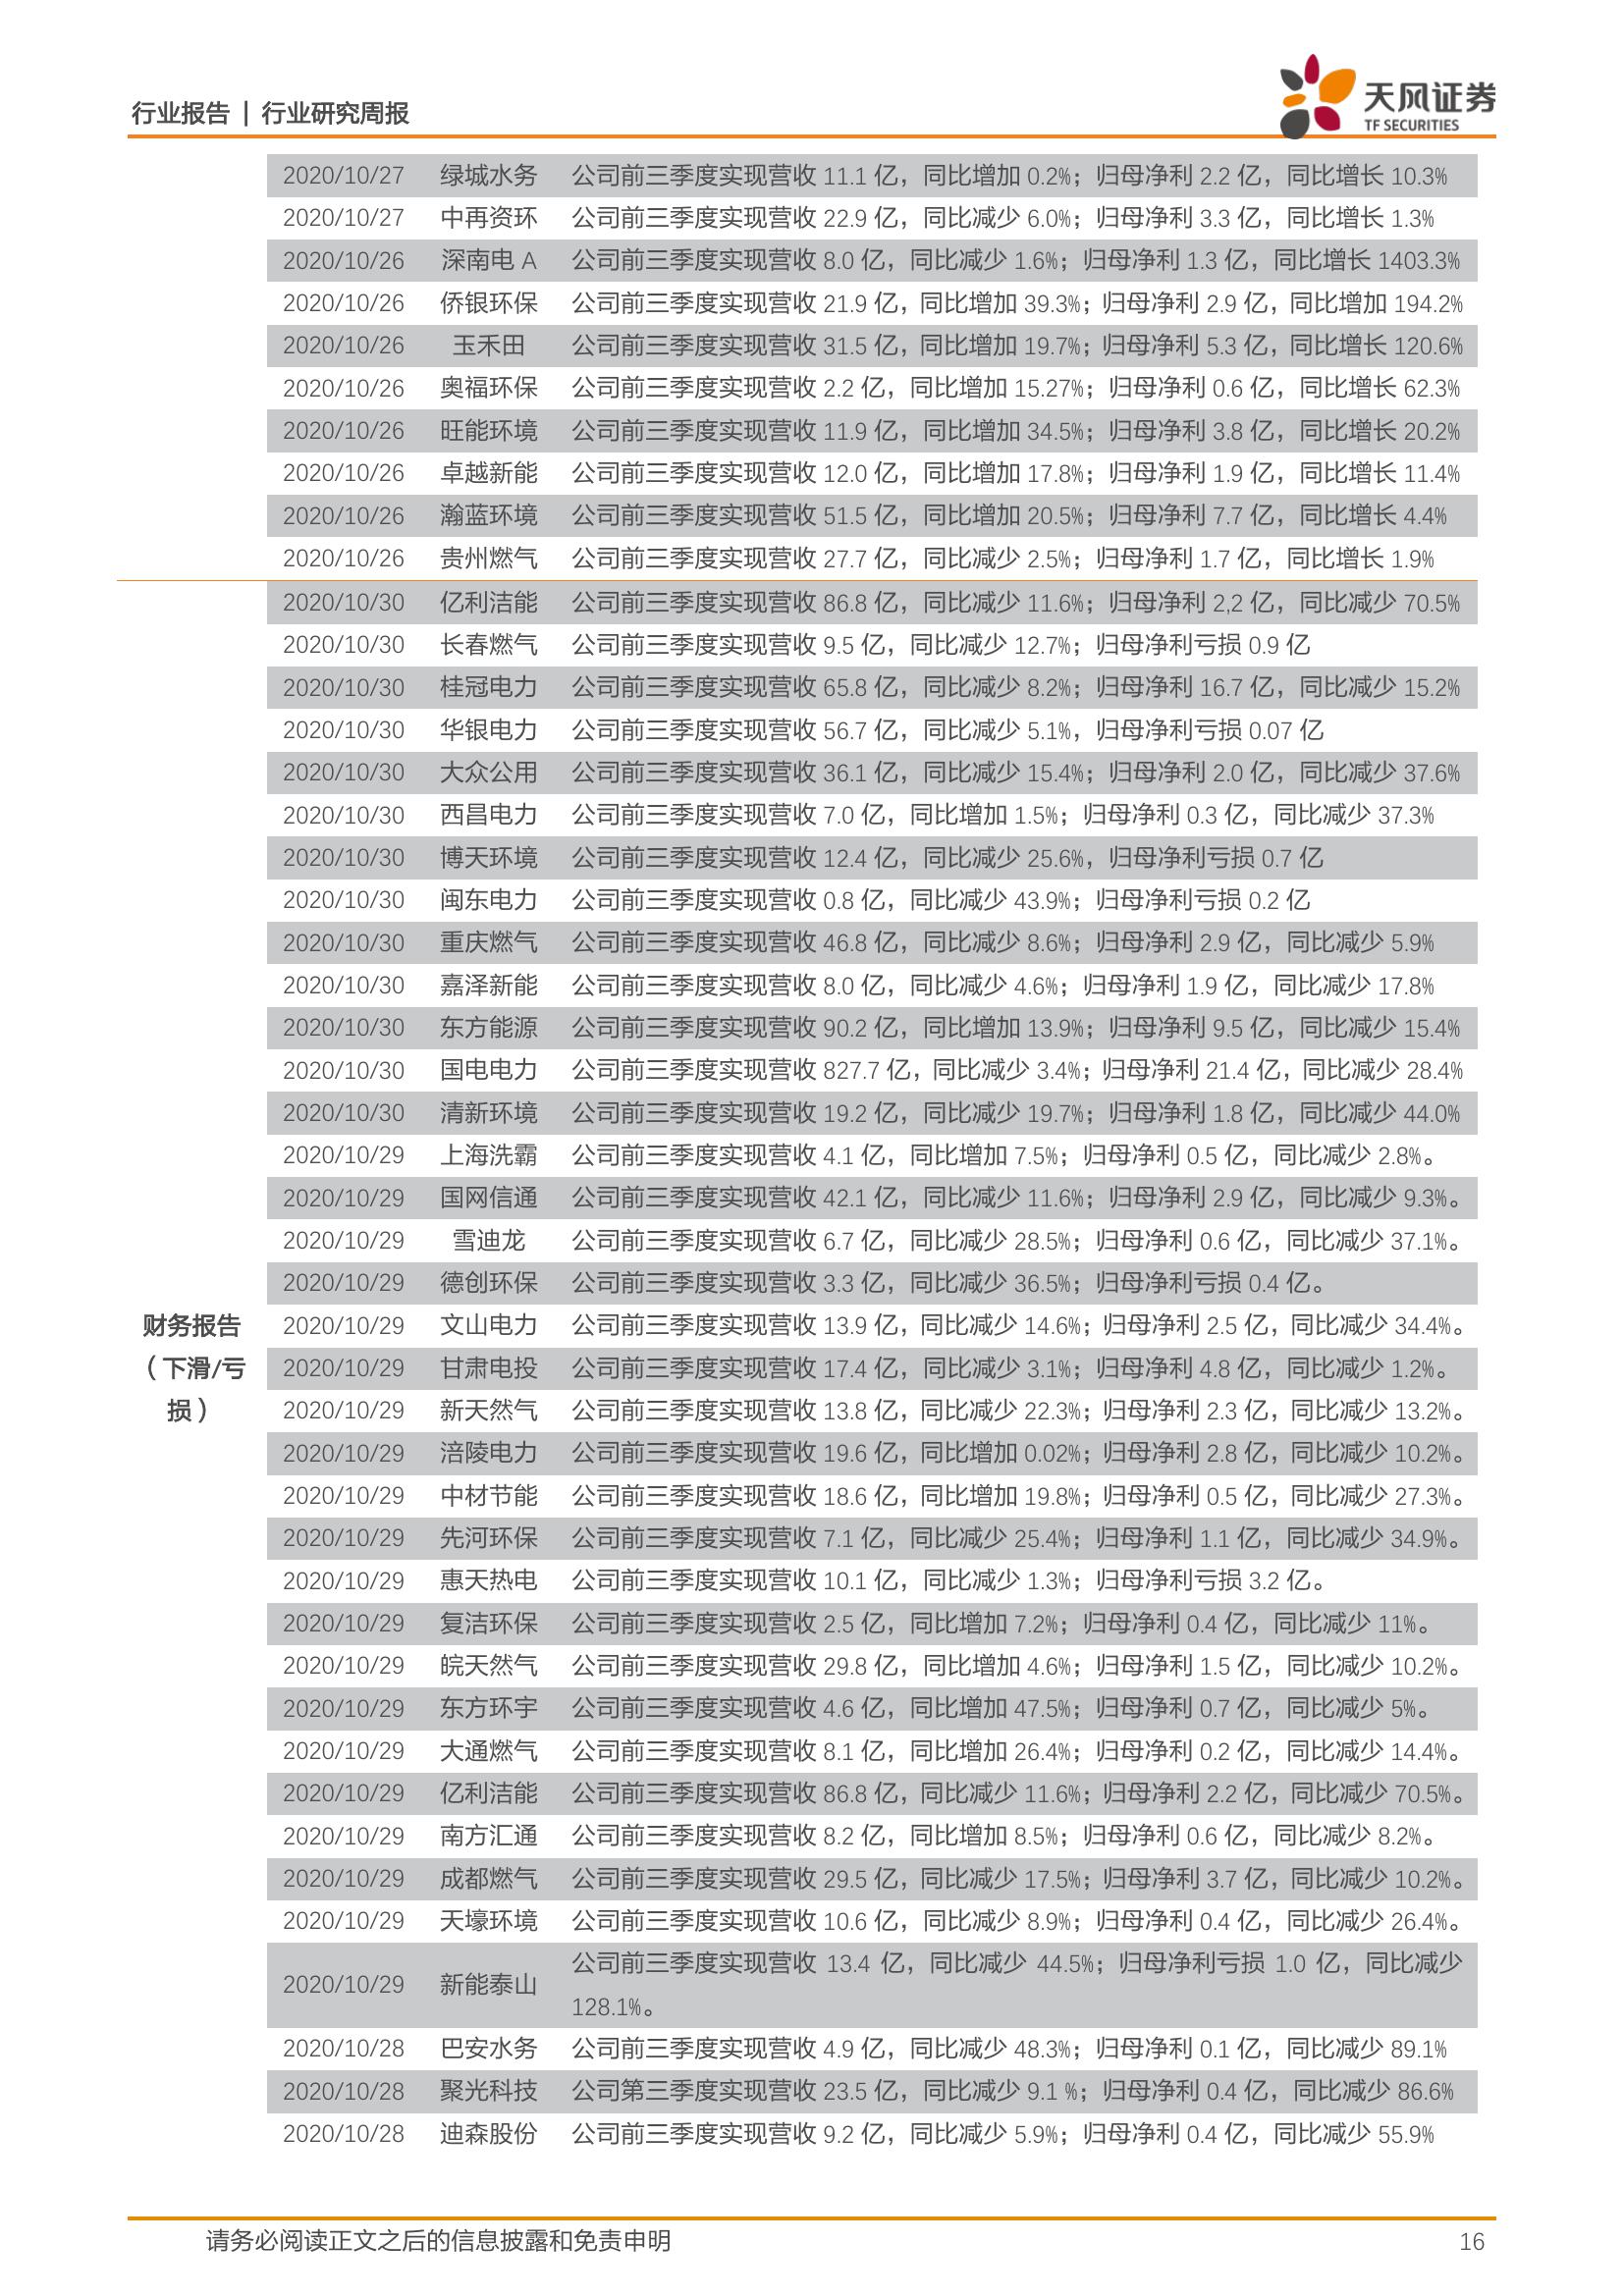 行业报告 | 行业研究周报
天风证券
TF SECURITIES
2020/10/27 绿城水务 公司前三季度实现营收 11.1 亿，同比增加 0.2%；归母净利 2.2 亿，同比增长 10.3%
2020/10/27 中再资环 公司前三季度实现营收 22.9 亿，同比减少 6.0%；归母净利 3.3 亿，同比增长 1.3%
2020/10/26 深南电 A 公司前三季度实现营收 8.0 亿，同比减少 1.6%；归母净利 1.3 亿，同比增长 1403.3%
2020/10/26 侨银环保 公司前三季度实现营收 21.9 亿，同比增加 39.3%；归母净利 2.9 亿，同比增加 194.2%
2020/10/26 玉禾田 公司前三季度实现营收 31.5 亿，同比增加 19.7%；归母净利 5.3 亿，同比增长 120.6%
2020/10/26 奥福环保 公司前三季度实现营收 2.2 亿，同比增加 15.27%；归母净利 0.6 亿，同比增长 62.3%
2020/10/26 旺能环境 公司前三季度实现营收 11.9 亿，同比增加 34.5%；归母净利 3.8 亿，同比增长 20.2%
2020/10/26 卓越新能 公司前三季度实现营收 12.0 亿，同比增加 17.8%；归母净利 1.9 亿，同比增长 11.4%
2020/10/26 瀚蓝环境 公司前三季度实现营收 51.5 亿，同比增加 20.5%；归母净利 7.7 亿，同比增长 4.4%
2020/10/26 贵州燃气 公司前三季度实现营收 27.7 亿，同比减少 2.5%；归母净利 1.7 亿，同比增长 1.9%
2020/10/30 亿利洁能 公司前三季度实现营收 86.8 亿，同比减少 11.6%；归母净利 2,2 亿，同比减少 70.5%
2020/10/30 长春燃气 公司前三季度实现营收 9.5 亿，同比减少 12.7%；归母净利亏损 0.9 亿
2020/10/30 桂冠电力 公司前三季度实现营收 65.8 亿，同比减少 8.2%；归母净利 16.7 亿，同比减少 15.2%
2020/10/30 华银电力 公司前三季度实现营收 56.7 亿，同比减少 5.1%，归母净利亏损 0.07 亿
2020/10/30 大众公用 公司前三季度实现营收 36.1 亿，同比减少 15.4%；归母净利 2.0 亿，同比减少 37.6%
2020/10/30 西昌电力 公司前三季度实现营收 7.0 亿，同比增加 1.5%；归母净利 0.3 亿，同比减少 37.3%
2020/10/30 博天环境 公司前三季度实现营收 12.4 亿，同比减少 25.6%，归母净利亏损 0.7 亿
2020/10/30 闽东电力 公司前三季度实现营收 0.8 亿，同比减少 43.9%；归母净利亏损 0.2 亿
2020/10/30 重庆燃气 公司前三季度实现营收 46.8 亿，同比减少 8.6%；归母净利 2.9 亿，同比减少 5.9%
2020/10/30 嘉泽新能 公司前三季度实现营收 8.0 亿，同比减少 4.6%；归母净利 1.9 亿，同比减少 17.8%
2020/10/30 东方能源 公司前三季度实现营收 90.2 亿，同比增加 13.9%；归母净利 9.5 亿，同比减少 15.4%
2020/10/30 国电电力 公司前三季度实现营收 827.7 亿，同比减少 3.4%；归母净利 21.4 亿，同比减少 28.4%
2020/10/30 清新环境 公司前三季度实现营收 19.2 亿，同比减少 19.7%；归母净利 1.8 亿，同比减少 44.0%
2020/10/29 上海洗霸 公司前三季度实现营收 4.1 亿，同比增加 7.5%；归母净利 0.5 亿，同比减少 2.8%。
2020/10/29 国网信通 公司前三季度实现营收 42.1 亿，同比减少 11.6%；归母净利 2.9 亿，同比减少 9.3%。
2020/10/29 雪迪龙 公司前三季度实现营收 6.7 亿，同比减少 28.5%；归母净利 0.6 亿，同比减少 37.1%。
2020/10/29 德创环保 公司前三季度实现营收 3.3 亿，同比减少 36.5%；归母净利亏损 0.4 亿。
财务报告
（下滑/亏
损）
2020/10/29 文山电力 公司前三季度实现营收 13.9 亿，同比减少 14.6%；归母净利 2.5 亿，同比减少 34.4%。
2020/10/29 甘肃电投 公司前三季度实现营收 17.4 亿，同比减少 3.1%；归母净利 4.8 亿，同比减少 1.2%。
2020/10/29 新天然气 公司前三季度实现营收 13.8 亿，同比减少 22.3%；归母净利 2.3 亿，同比减少 13.2%。
2020/10/29 涪陵电力 公司前三季度实现营收 19.6 亿，同比增加 0.02%；归母净利 2.8 亿，同比减少 10.2%。
2020/10/29 中材节能 公司前三季度实现营收 18.6 亿，同比增加 19.8%；归母净利 0.5 亿，同比减少 27.3%。
2020/10/29 先河环保 公司前三季度实现营收 7.1 亿，同比减少 25.4%；归母净利 1.1 亿，同比减少 34.9%。
2020/10/29 惠天热电 公司前三季度实现营收 10.1 亿，同比减少 1.3%；归母净利亏损 3.2 亿。
2020/10/29 复洁环保 公司前三季度实现营收 2.5 亿，同比增加 7.2%；归母净利 0.4 亿，同比减少 11%。
2020/10/29 皖天然气 公司前三季度实现营收 29.8 亿，同比增加 4.6%；归母净利 1.5 亿，同比减少 10.2%。
2020/10/29 东方环宇 公司前三季度实现营收 4.6 亿，同比增加 47.5%；归母净利 0.7 亿，同比减少 5%。
2020/10/29 大通燃气 公司前三季度实现营收 8.1 亿，同比增加 26.4%；归母净利 0.2 亿，同比减少 14.4%。
2020/10/29 亿利洁能 公司前三季度实现营收 86.8 亿，同比减少 11.6%；归母净利 2.2 亿，同比减少 70.5%。
2020/10/29 南方汇通 公司前三季度实现营收 8.2 亿，同比增加 8.5%；归母净利 0.6 亿，同比减少 8.2%。
2020/10/29 成都燃气 公司前三季度实现营收 29.5 亿，同比减少 17.5%；归母净利 3.7 亿，同比减少 10.2%。
2020/10/29 天壕环境 公司前三季度实现营收 10.6 亿，同比减少 8.9%；归母净利 0.4 亿，同比减少 26.4%。
2020/10/29 新能泰山 公司前三季度实现营收 13.4 亿，同比减少 44.5%；归母净利亏损 1.0 亿，同比减少
128.1%。
2020/10/28 巴安水务 公司前三季度实现营收 4.9 亿，同比减少 48.3%；归母净利 0.1 亿，同比减少 89.1%
2020/10/28 聚光科技 公司第三季度实现营收 23.5 亿，同比减少 9.1 %；归母净利 0.4 亿，同比减少 86.6%
2020/10/28 迪森股份 公司前三季度实现营收 9.2 亿，同比减少 5.9%；归母净利 0.4 亿，同比减少 55.9%
请务必阅读正文之后的信息披露和免责申明 16